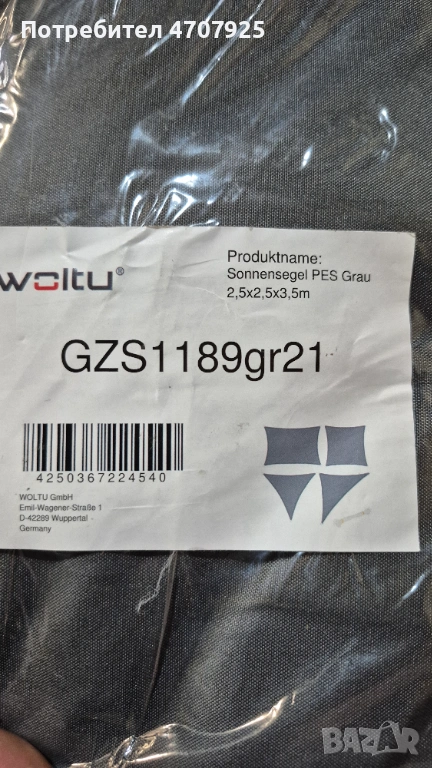 Потребител 4707925
woltu®
Produktname:
Sonnensegel PES Grau
2,5x2,5x3,5m
GZS1189gr21
4250367224540
WOLTU GmbH
Emil-Wagener-Straße 1
D-42289 Wuppertal
Germany
BAZAR